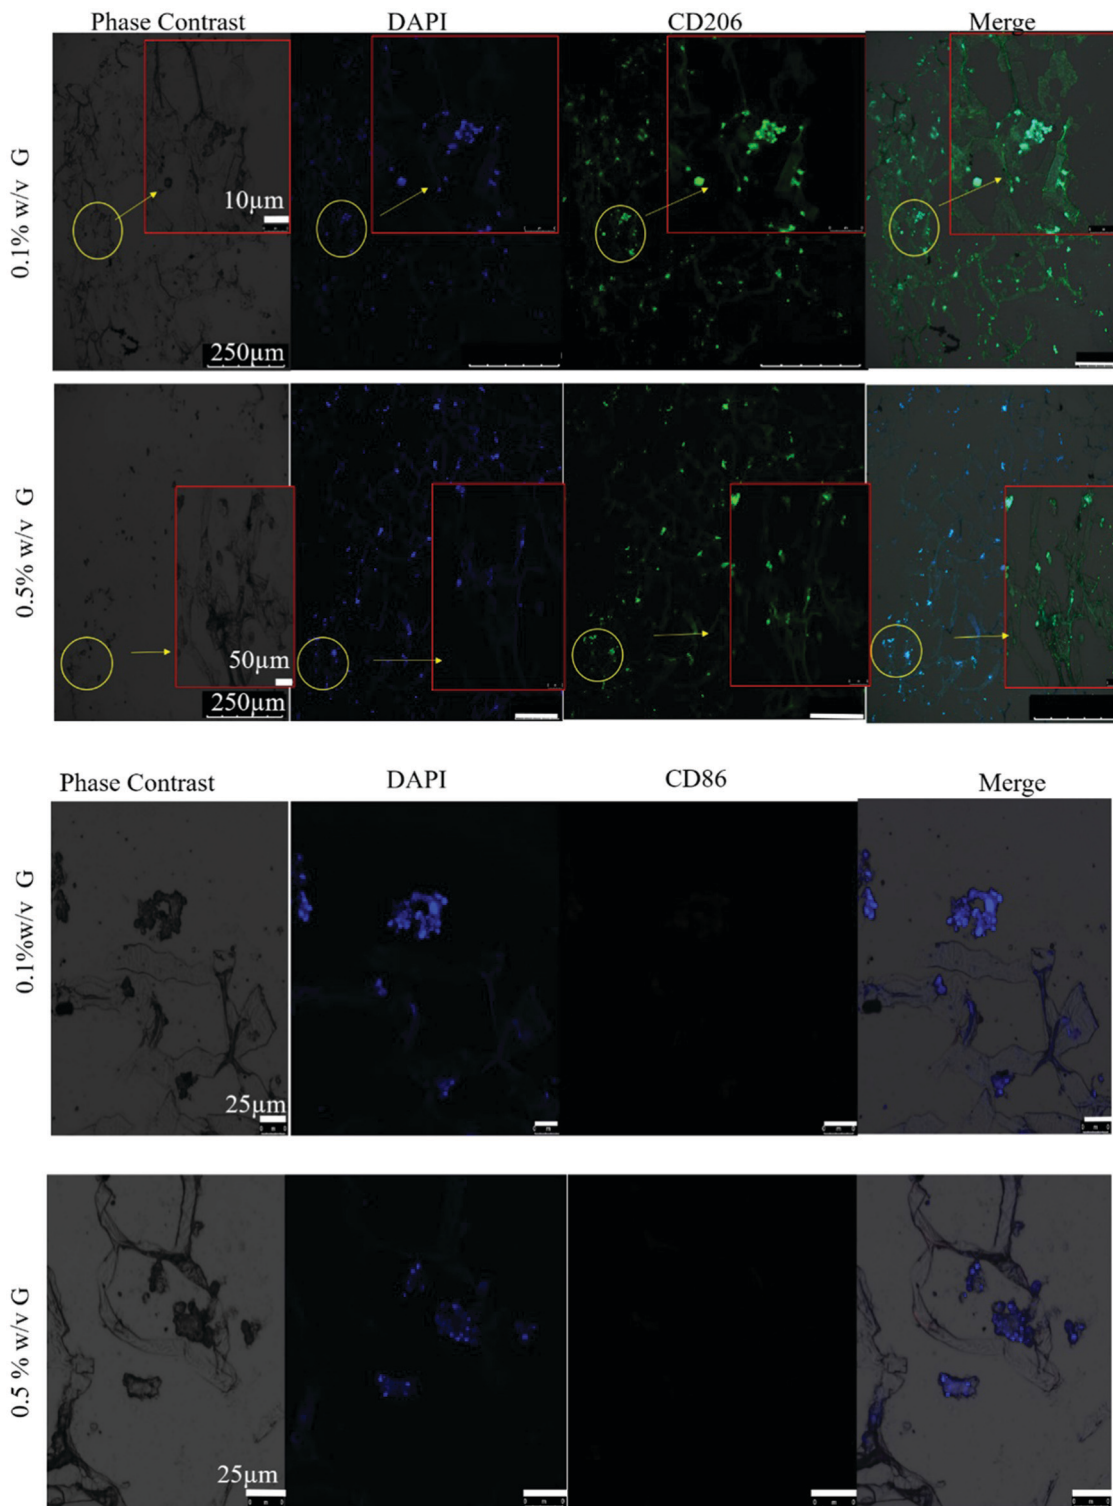 Phase Contrast DAPI CD206 Merge
0.1% w/v G
10µm
250µm
0.5% w/v G
50µm
250µm
Phase Contrast DAPI CD86 Merge
0.1%w/v G
25µm
0.5 % w/v G
25µm